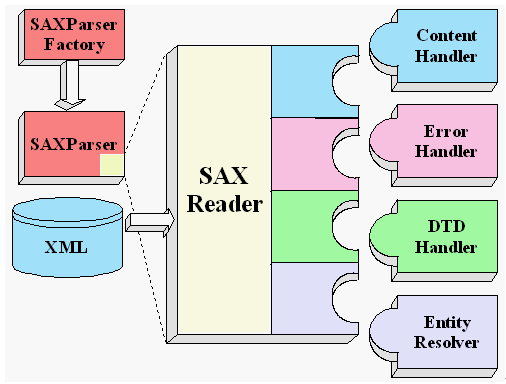 SAXParser
Factory
SAXParser
XML
SAX
Reader
Content
Handler
Error
Handler
DTD
Handler
Entity
Resolver